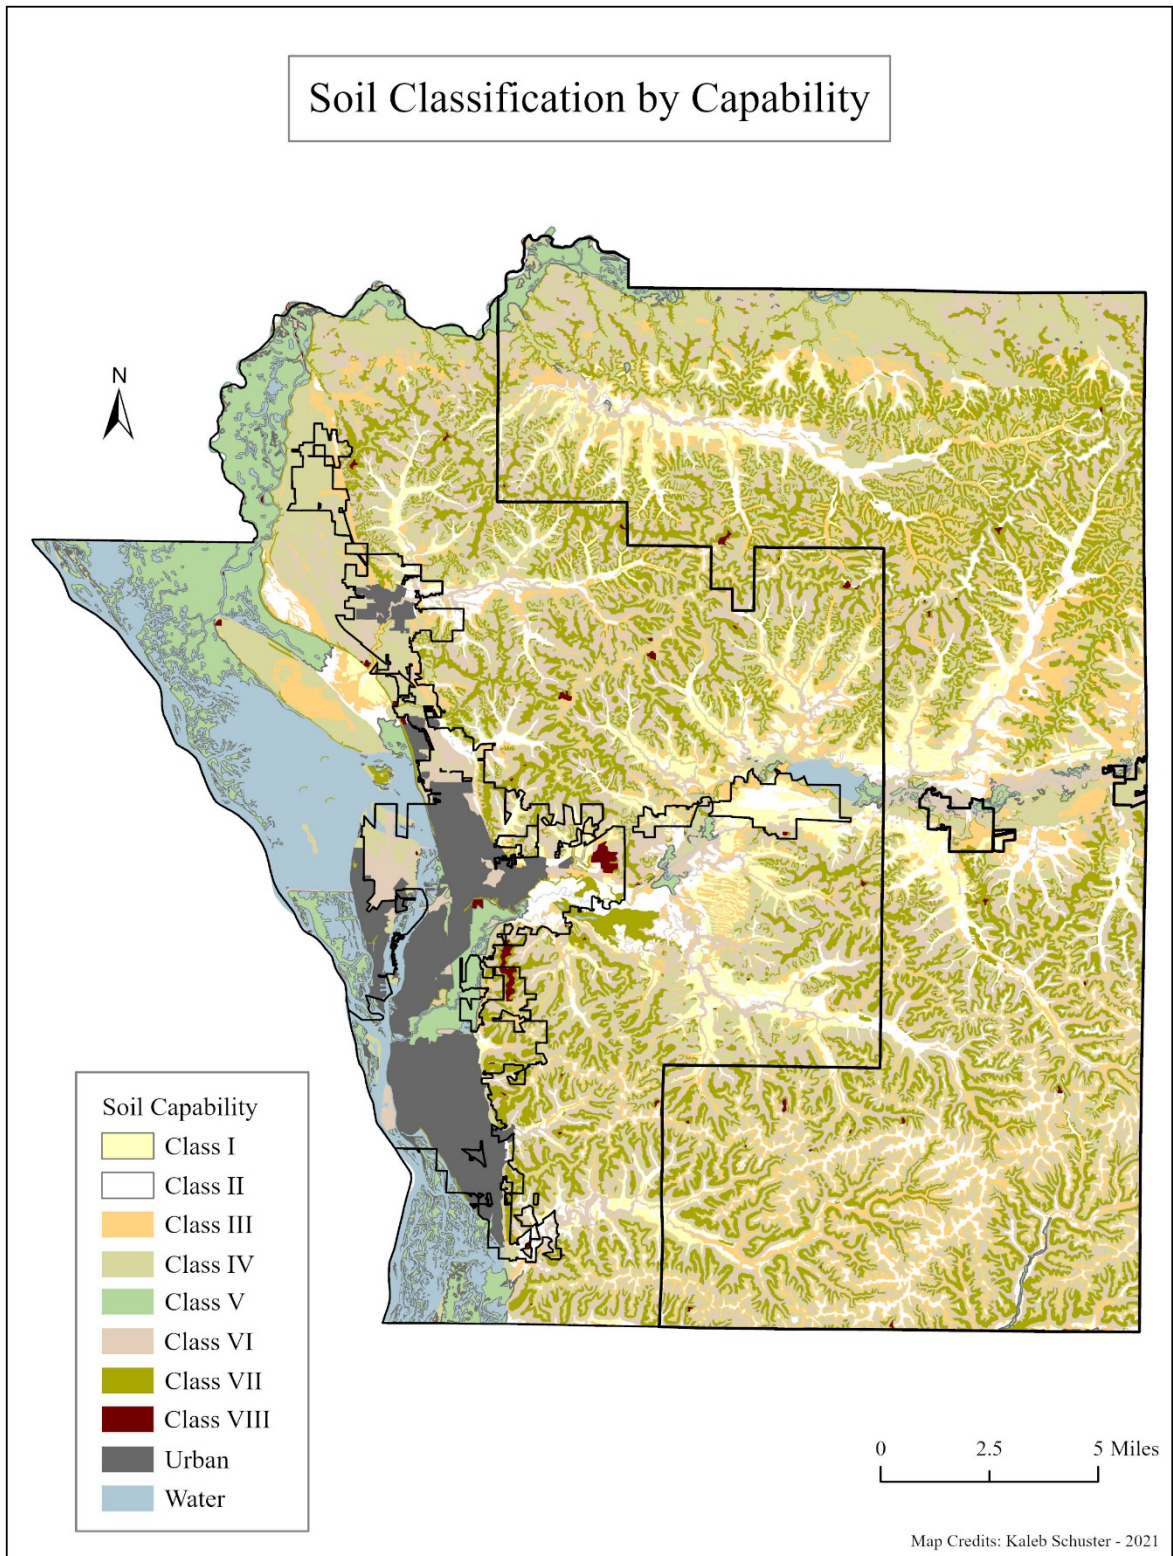 Soil Classification by Capability
N
Soil Capability
Class I
Class II
Class III
Class IV
Class V
Class VI
Class VII
Class VIII
Urban
Water
0 2.5 5 Miles
Map Credits: Kaleb Schuster - 2021